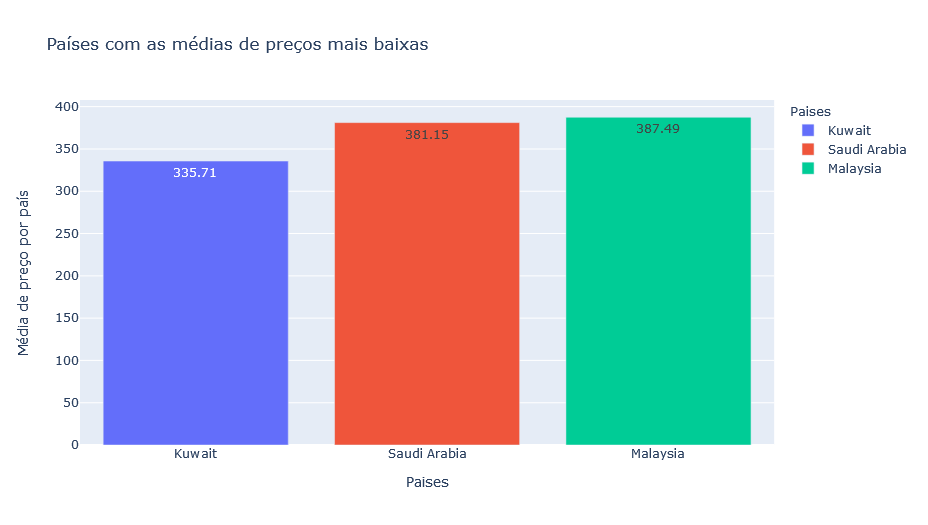 Países com as médias de preços mais baixas
Média de preço por país
400
350
300
250
200
150
100
50
0
335.71
381.15
387.49
Kuwait
Saudi Arabia
Malaysia
Paises
Paises
Kuwait
Saudi Arabia
Malaysia